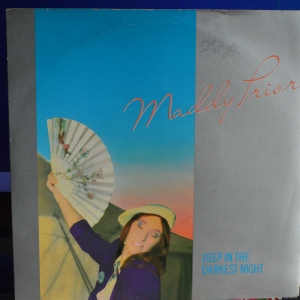 Maddy Prior
DEEP IN THE
DARKEST NIGHT